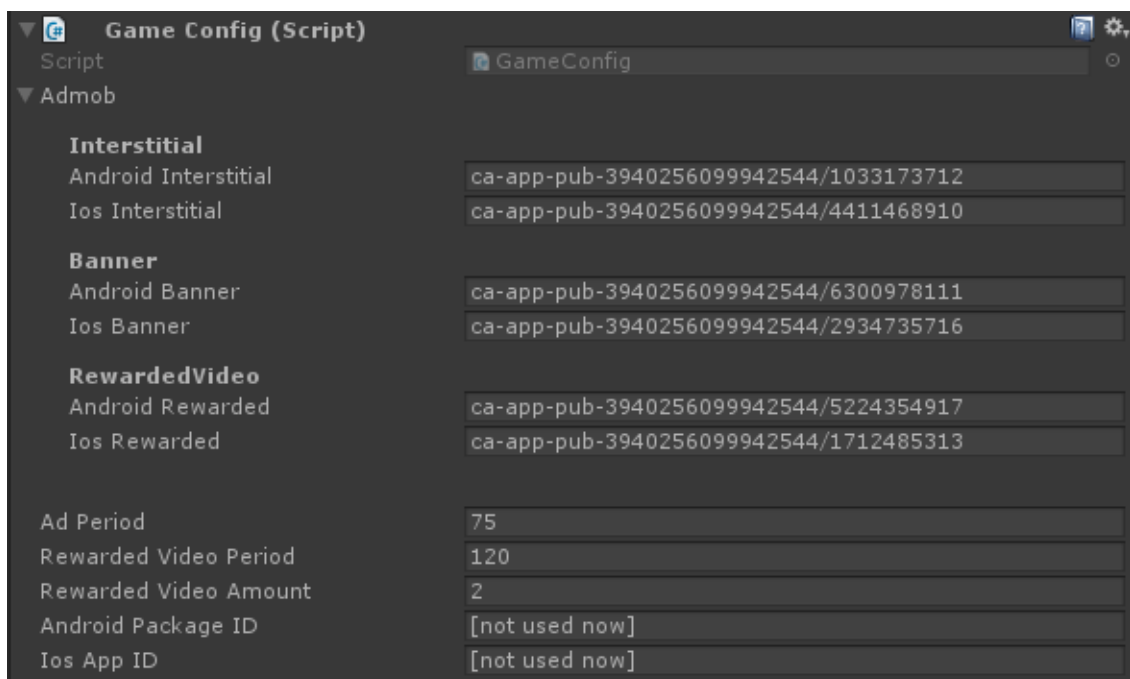 Game Config (Script)
Script GameConfig
Admob
Interstitial
Android Interstitial ca-app-pub-3940256099942544/1033173712
Ios Interstitial ca-app-pub-3940256099942544/4411468910
Banner
Android Banner ca-app-pub-3940256099942544/6300978111
Ios Banner ca-app-pub-3940256099942544/2934735716
RewardedVideo
Android Rewarded ca-app-pub-3940256099942544/5224354917
Ios Rewarded ca-app-pub-3940256099942544/1712485313
Ad Period 75
Rewarded Video Period 120
Rewarded Video Amount 2
Android Package ID [not used now]
Ios App ID [not used now]